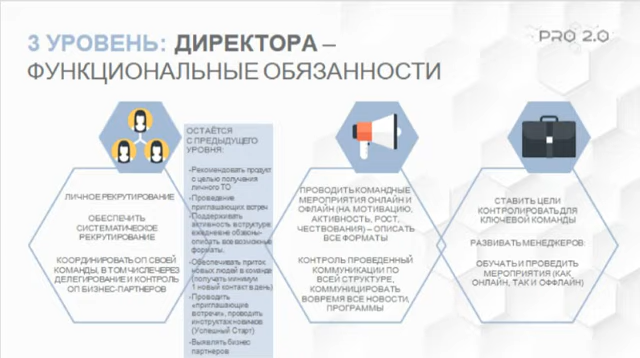 3 УРОВЕНЬ: ДИРЕКТОРА –
ФУНКЦИОНАЛЬНЫЕ ОБЯЗАННОСТИ
PRO 2.0
ЛИЧНОЕ РЕКРУТИРОВАНИЕ
ОБЕСПЕЧИТЬ
СИСТЕМАТИЧЕСКОЕ
РЕКРУТИРОВАНИЕ
КООРДИНИРОВАТЬ ОП СВОЕЙ
КОМАНДЫ, В ТОМ ЧИСЛЕ ЧЕРЕЗ
ДЕЛЕГИРОВАНИЕ И КОНТРОЛЬ
ОП БИЗНЕС-ПАРТНЕРОВ
ОСТАЁТСЯ
С ПРЕДЫДУЩЕГО
УРОВНЯ:
-Рекомендовать продукт
с целью получения
личного ТО
-Проведение
приглашающих встреч
-Поддерживать
активность в структуре:
ежедневно обзвоны-
описать все возможные
форматы.
-Обеспечивать приток
новых людей в команду
(получать минимум
1 новый контакт в день)
-Проводить
«приглашающие
встречи», проводить
инструктаж новичков
(Успешный Старт)
-Выявлять бизнес
партнеров
ПРОВОДИТЬ КОМАНДНЫЕ
МЕРОПРИЯТИЯ ОНЛАЙН И
ОФЛАЙН (НА МОТИВАЦИЮ,
АКТИВНОСТЬ, РОСТ,
ЧЕСТВОВАНИЯ) – ОПИСАТЬ
ВСЕ ФОРМАТЫ
КОНТРОЛЬ ПРОВЕДЕННЫЙ
КОММУНИКАЦИИ ПО
ВСЕЙ СТРУКТУРЕ,
КОММУНИЦИРОВАТЬ
ВОВРЕМЯ ВСЕ НОВОСТИ,
ПРОГРАММЫ
СТАВИТЬ ЦЕЛИ
КОНТРОЛИРОВАТЬ ДЛЯ
КЛЮЧЕВОЙ КОМАНДЫ
РАЗВИВАТЬ МЕНЕДЖЕРОВ:
ОБУЧАТЬ И ПРОВЕДИТЬ
МЕРОПРИЯТИЯ (КАК
ОНЛАЙН, ТАК И ОФФЛАЙН)